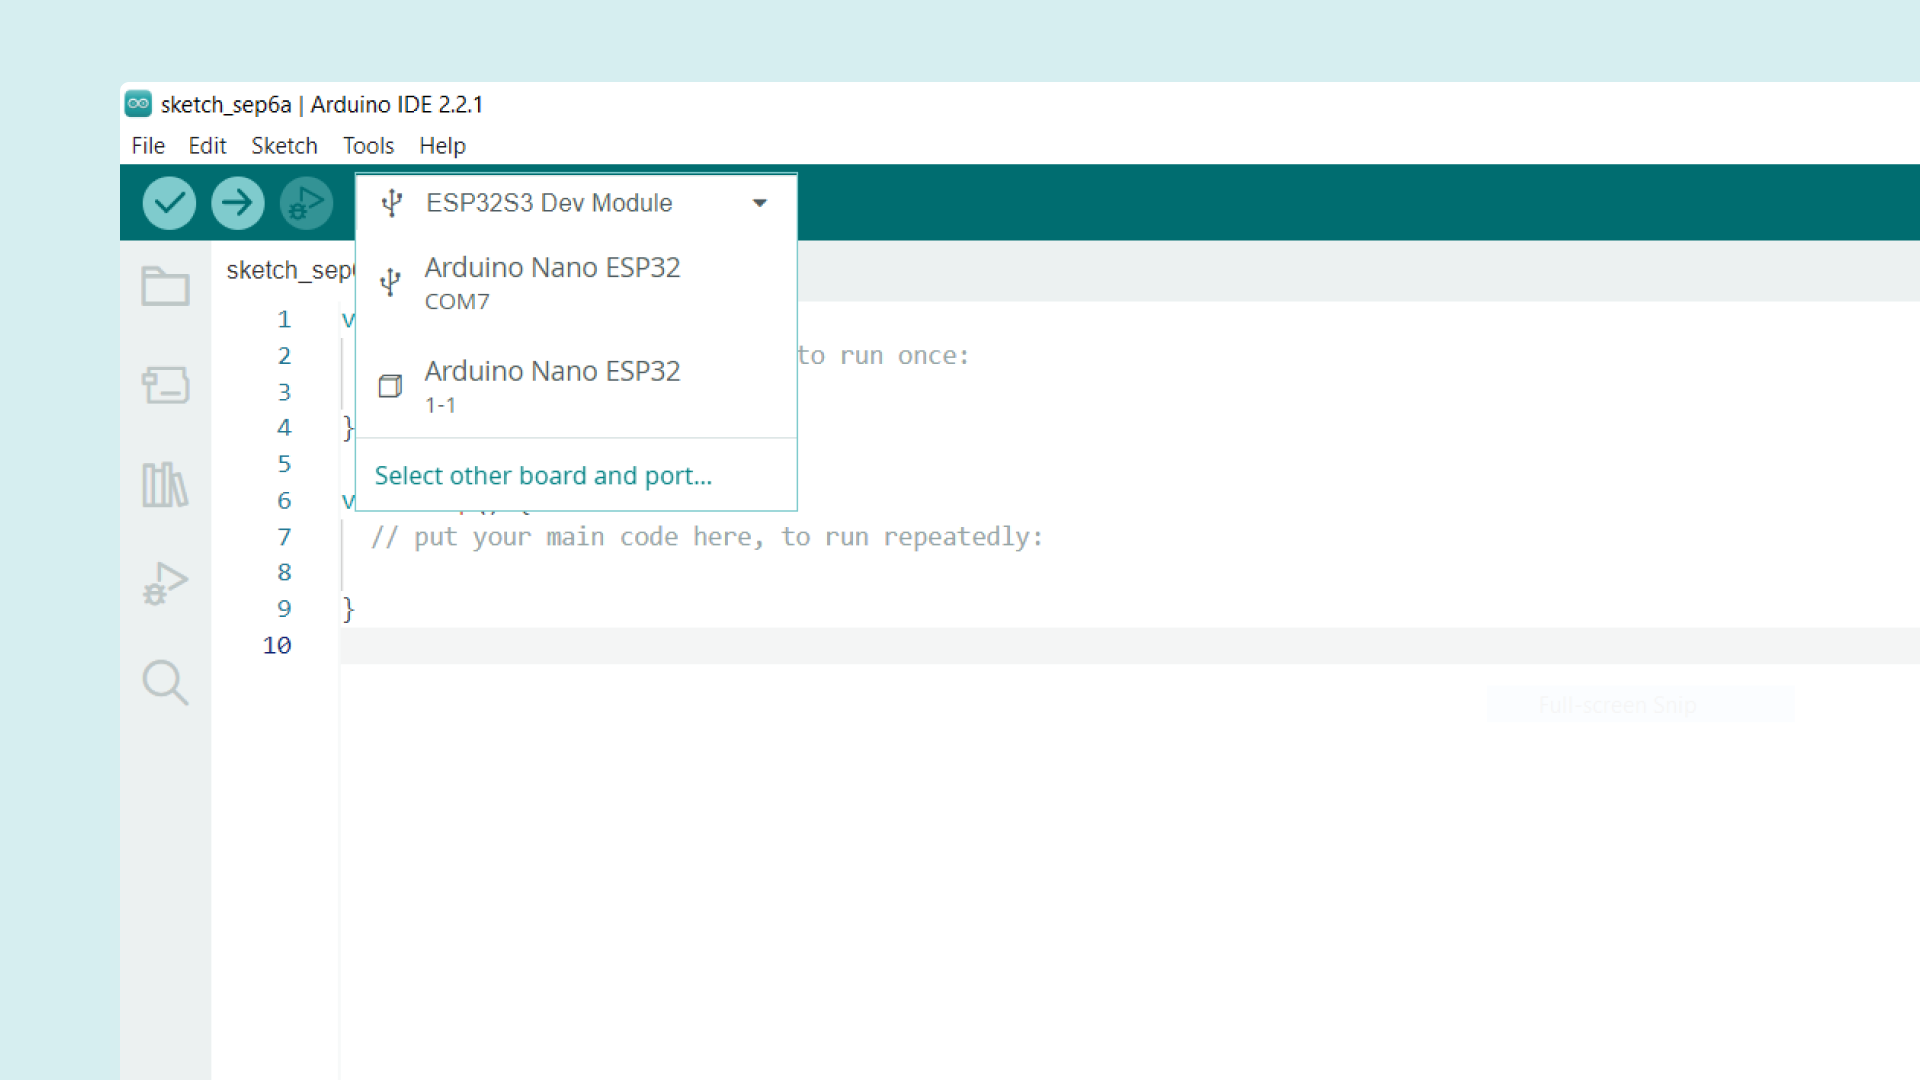 sketch_sep6a | Arduino IDE 2.2.1
File Edit Sketch Tools Help
ESP32S3 Dev Module
Arduino Nano ESP32
COM7
Arduino Nano ESP32
1-1
Select other board and port...
sketch_sep
1 v
2 to run once:
3
4 }
5
6 v
7 // put your main code here, to run repeatedly:
8
9 }
10
Full-screen Snip